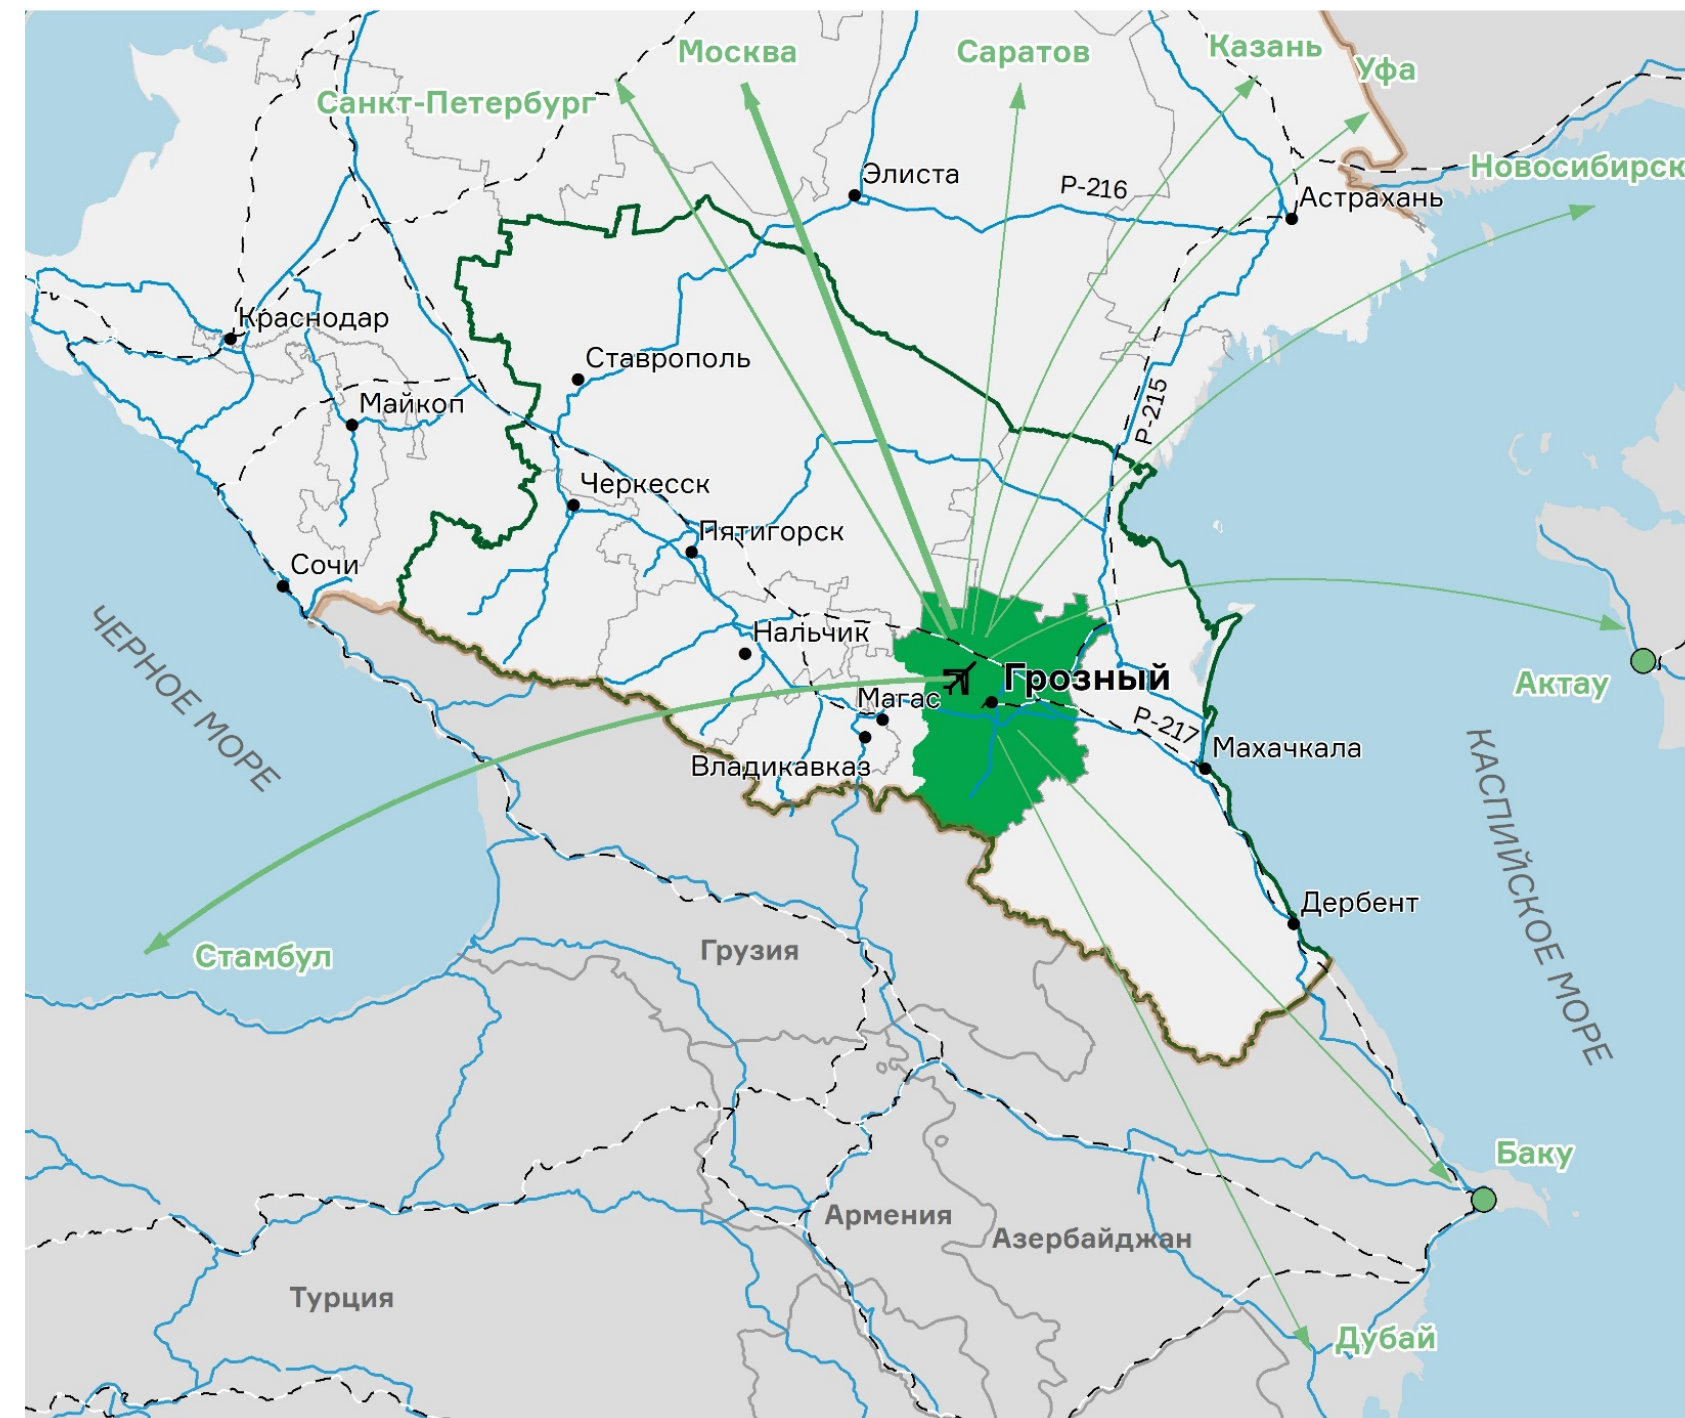 Москва
Саратов
Казань
Уфа
Санкт-Петербург
Новосибирск
Элиста
Р-216
Астрахань
Краснодар
Ставрополь
Майкоп
Р-215
Черкесск
Пятигорск
Сочи
ЧЕРНОЕ МОРЕ
Нальчик
Грозный
Актау
Магас
Р-217
Махачкала
Владикавказ
КАСПИЙСКОЕ МОРЕ
Дербент
Стамбул
Грузия
Баку
Армения
Азербайджан
Турция
Дубай